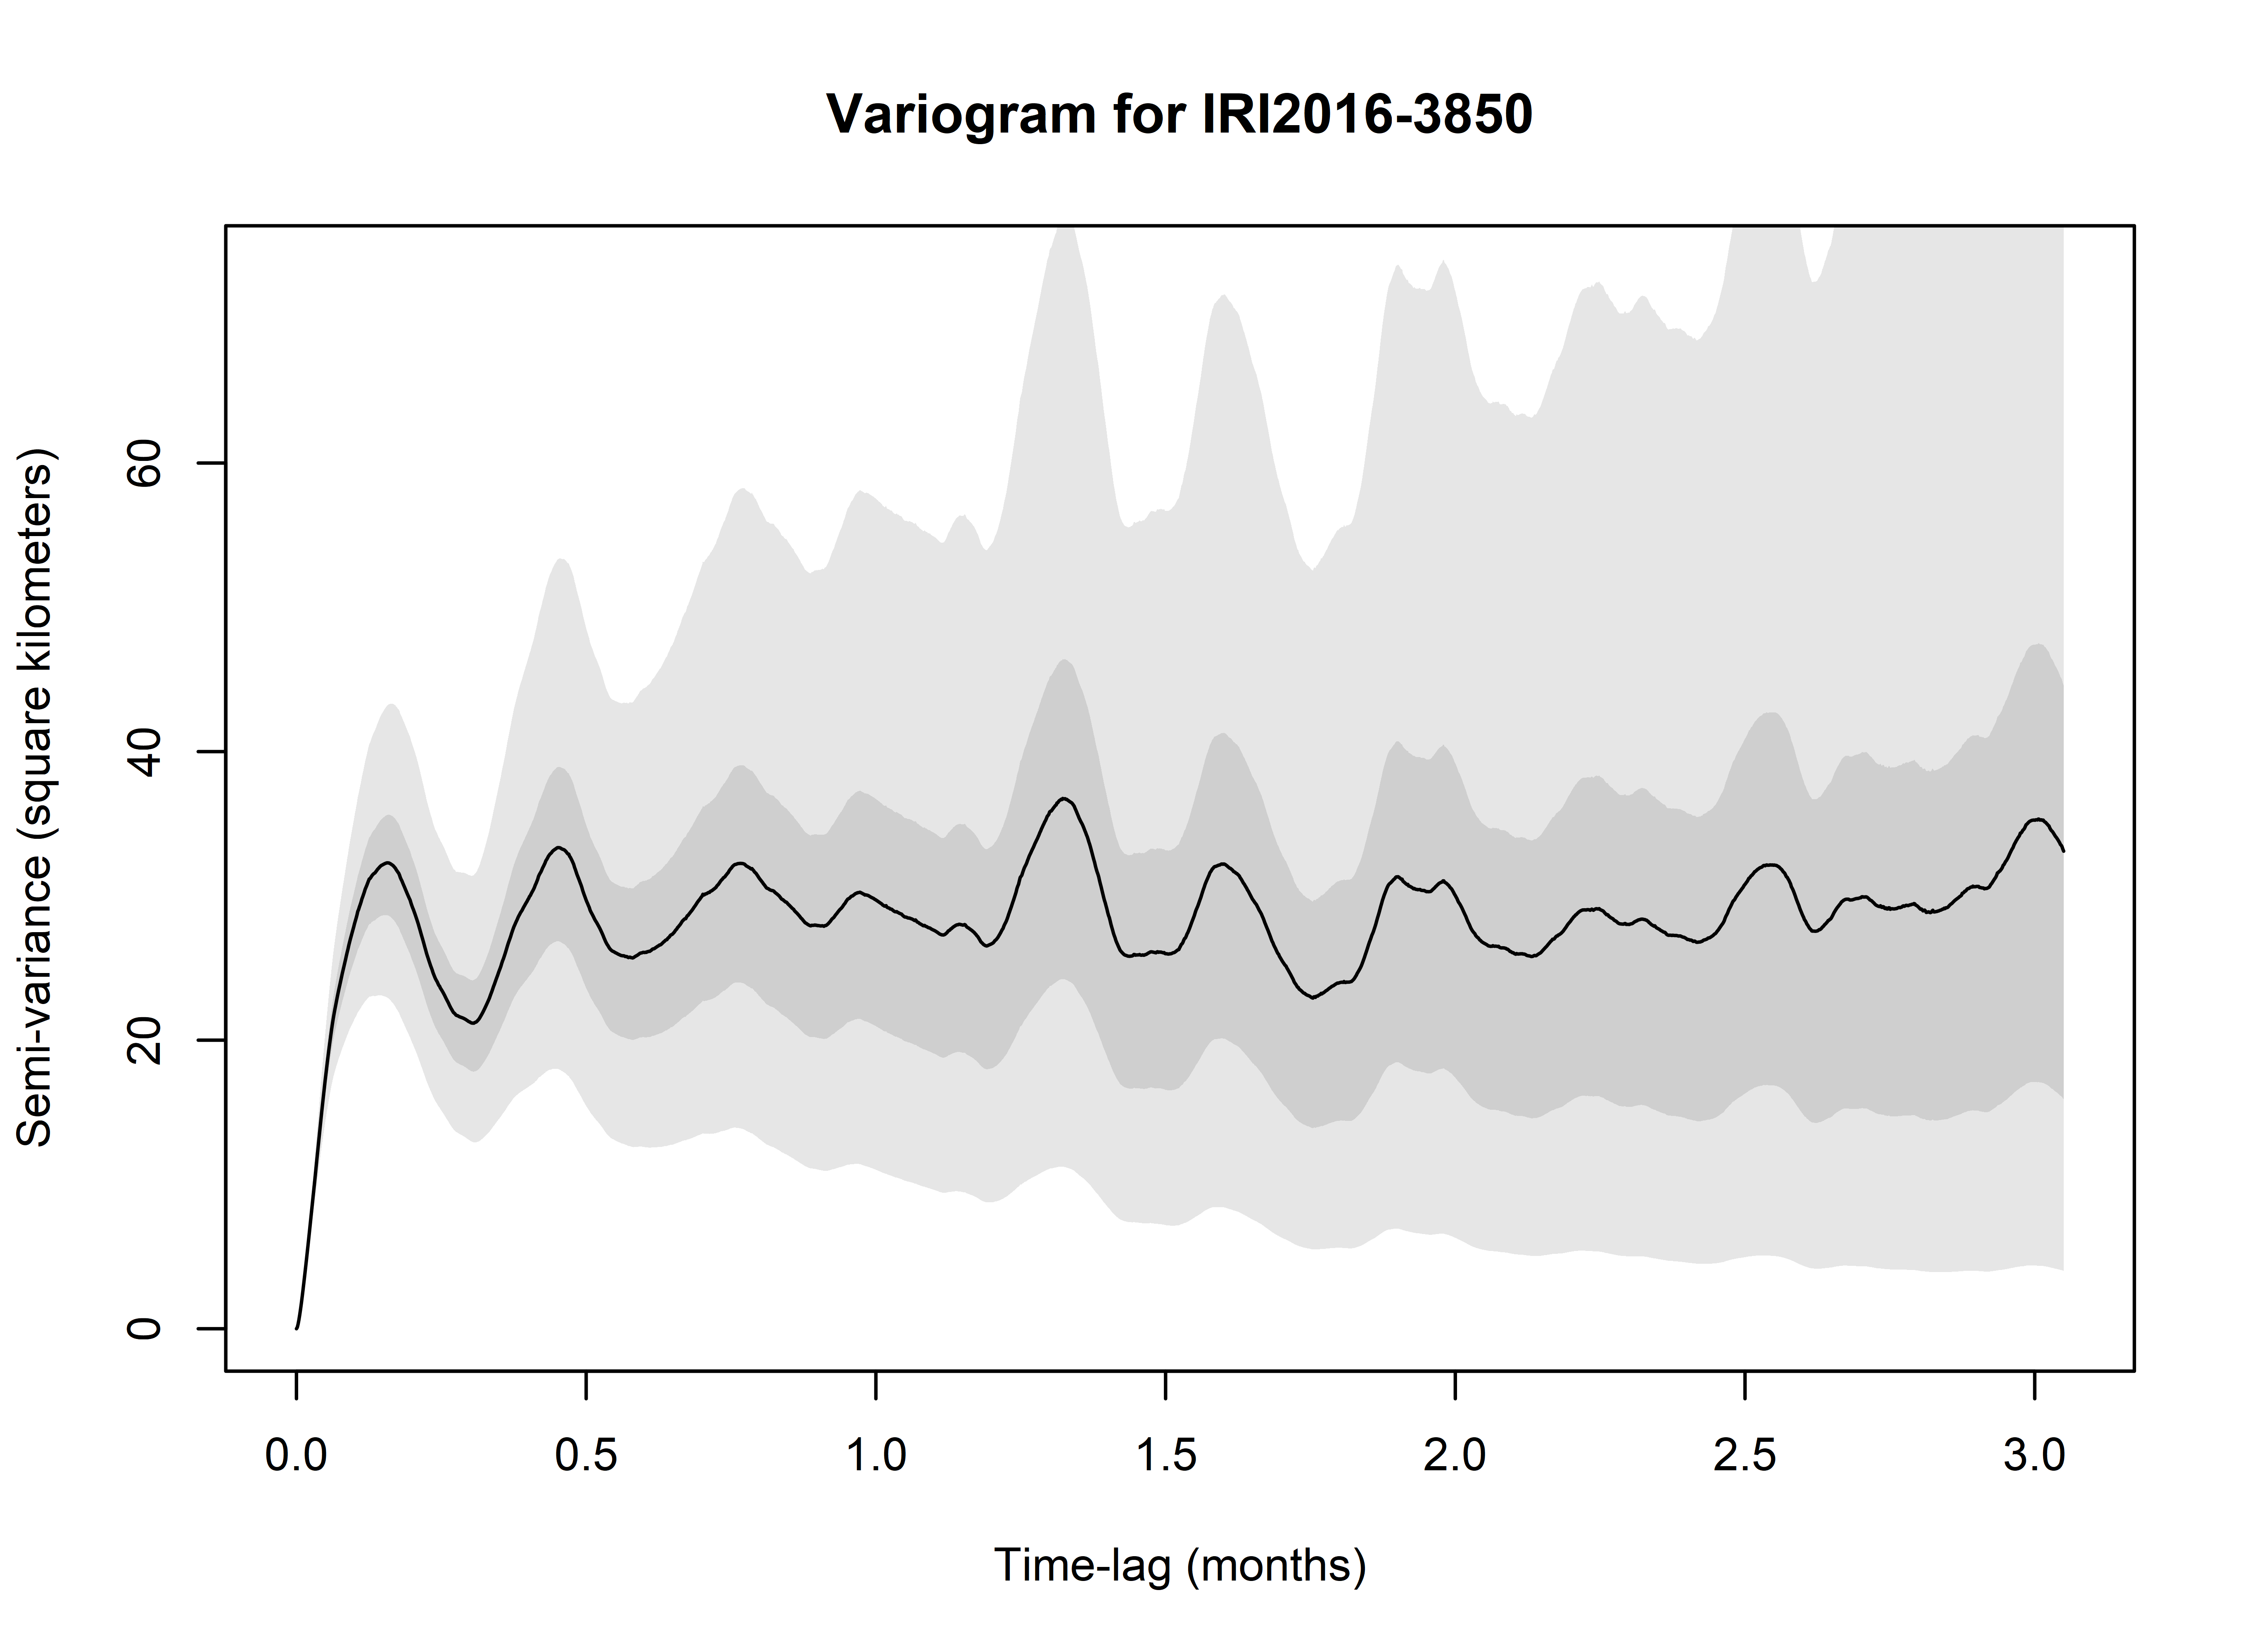 Variogram for IRI2016-3850
Semi-variance (square kilometers)
60
40
20
0
0.0 0.5 1.0 1.5 2.0 2.5 3.0
Time-lag (months)